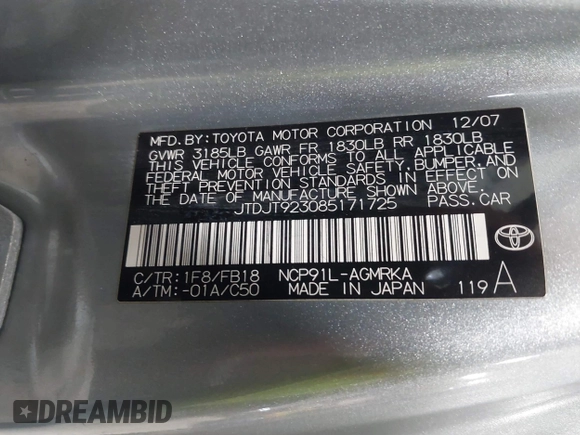 MFD. BY: TOYOTA MOTOR CORPORATION 12/07
GVWR 3185LB GAWR FR 1830LB RR 1830LB
THIS VEHICLE CONFORMS TO ALL APPLICABLE
FEDERAL MOTOR VEHICLE SAFETY, BUMPER, AND
THEFT PREVENTION STANDARDS IN EFFECT ON
THE DATE OF MANUFACTURE SHOWN ABOVE.
JTDJT923085171725 PASS. CAR
C/TR: 1F8/FB18 NCP91L-AGMRKA
A/TM: -01A/C50 MADE IN JAPAN 119 A
TOYOTA
DREAMBID